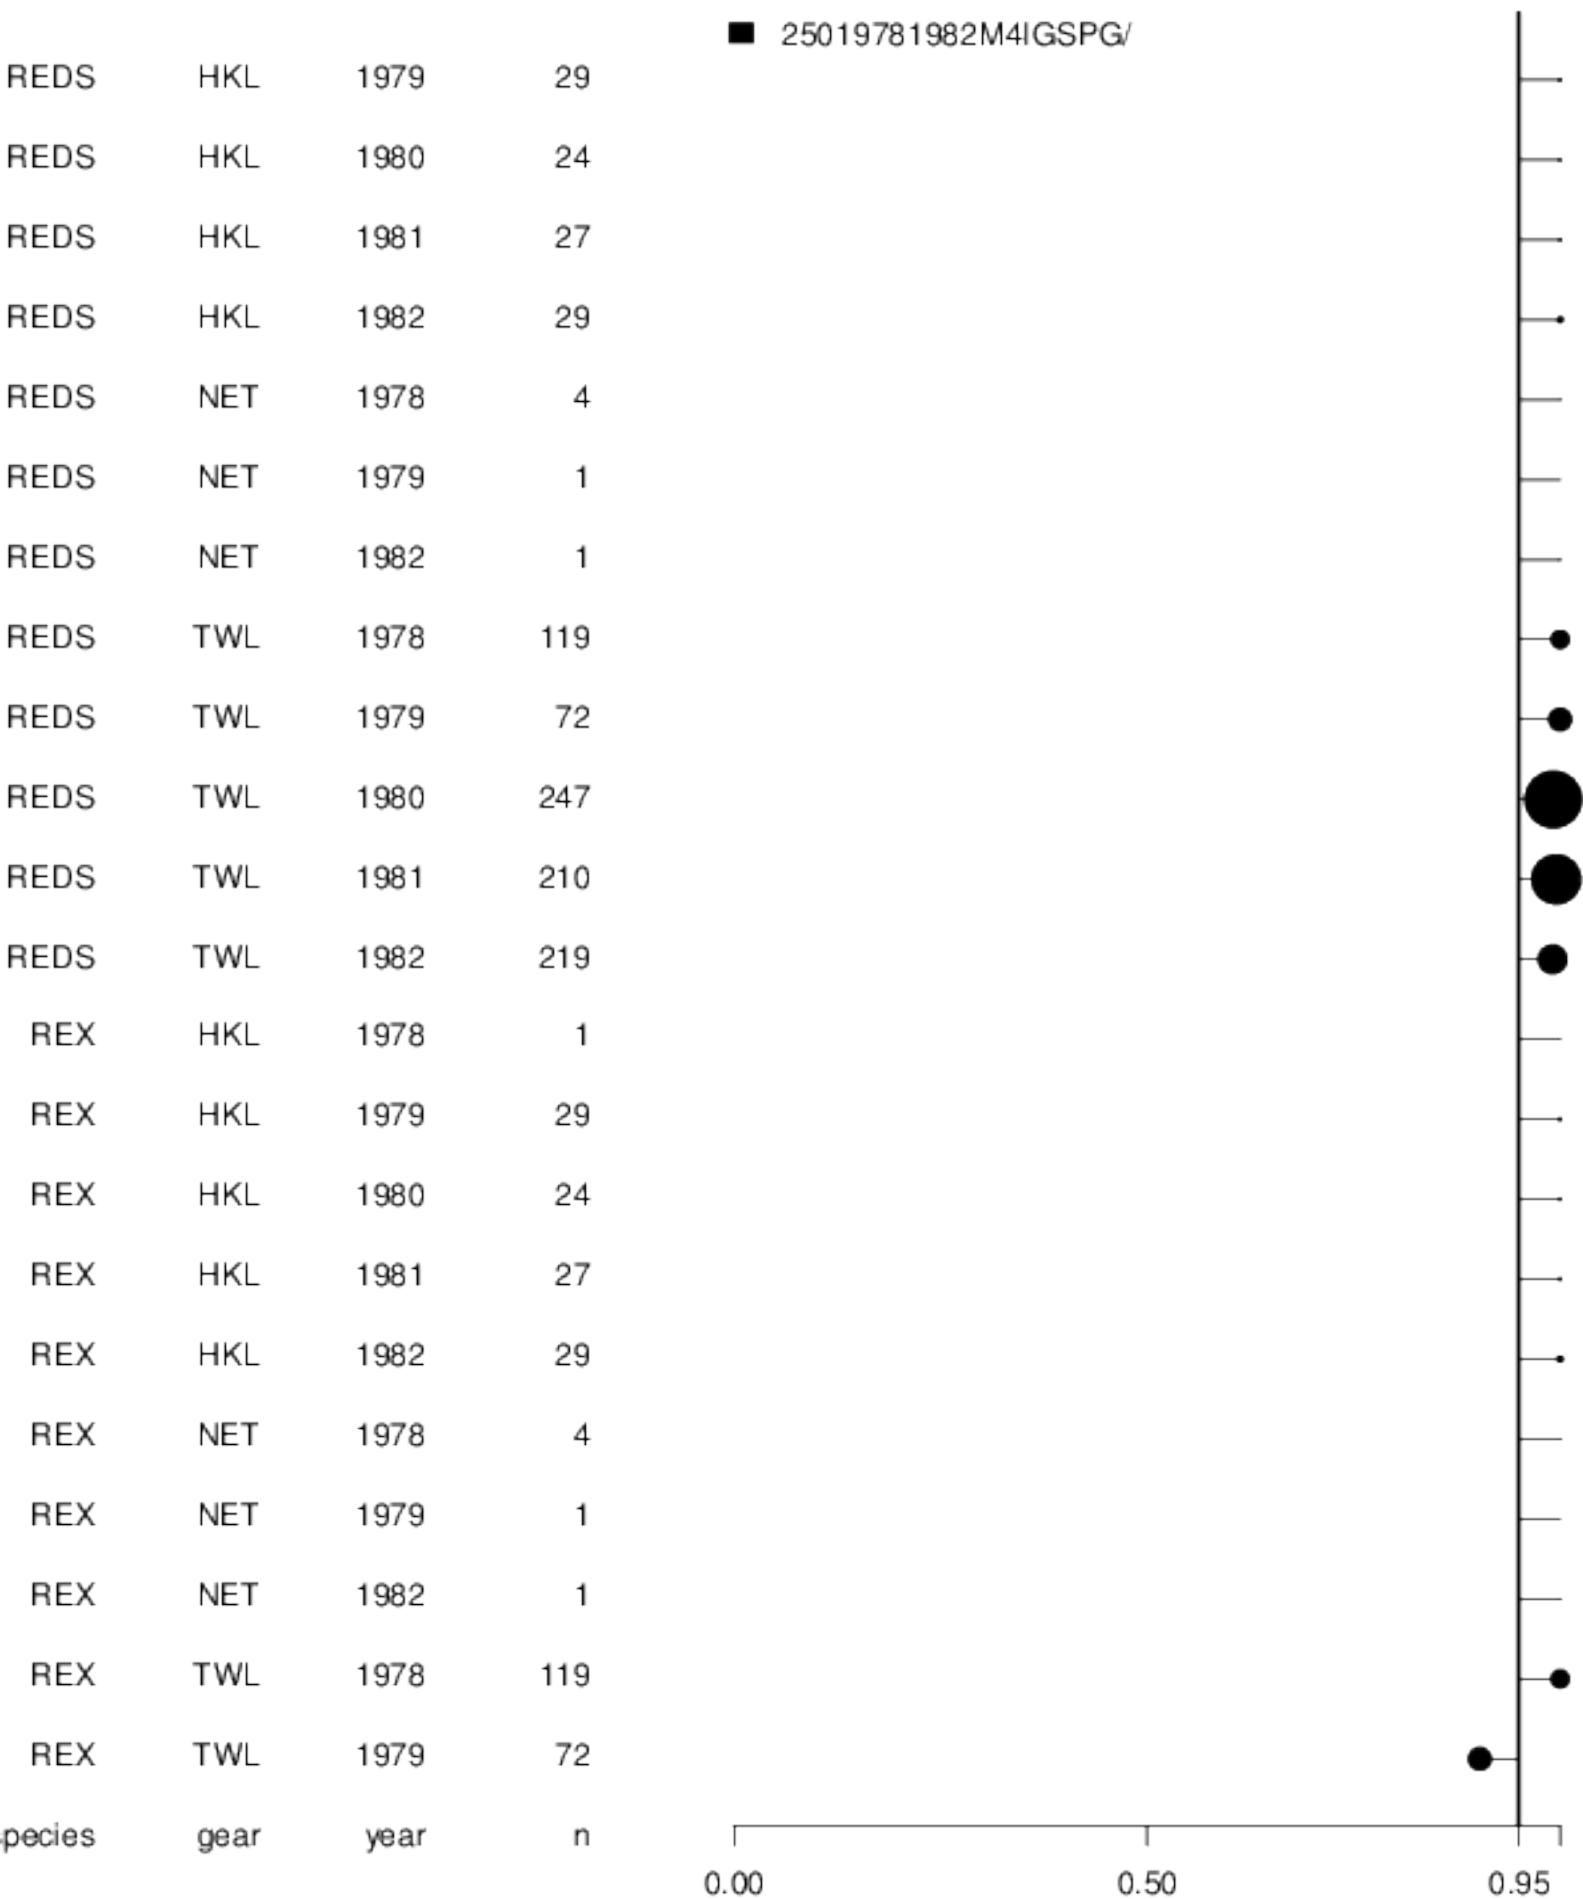 25019781982M4IGSPG/
REDS HKL 1979 29
REDS HKL 1980 24
REDS HKL 1981 27
REDS HKL 1982 29
REDS NET 1978 4
REDS NET 1979 1
REDS NET 1982 1
REDS TWL 1978 119
REDS TWL 1979 72
REDS TWL 1980 247
REDS TWL 1981 210
REDS TWL 1982 219
REX HKL 1978 1
REX HKL 1979 29
REX HKL 1980 24
REX HKL 1981 27
REX HKL 1982 29
REX NET 1978 4
REX NET 1979 1
REX NET 1982 1
REX TWL 1978 119
REX TWL 1979 72
pecies gear year n
0.00 0.50 0.95